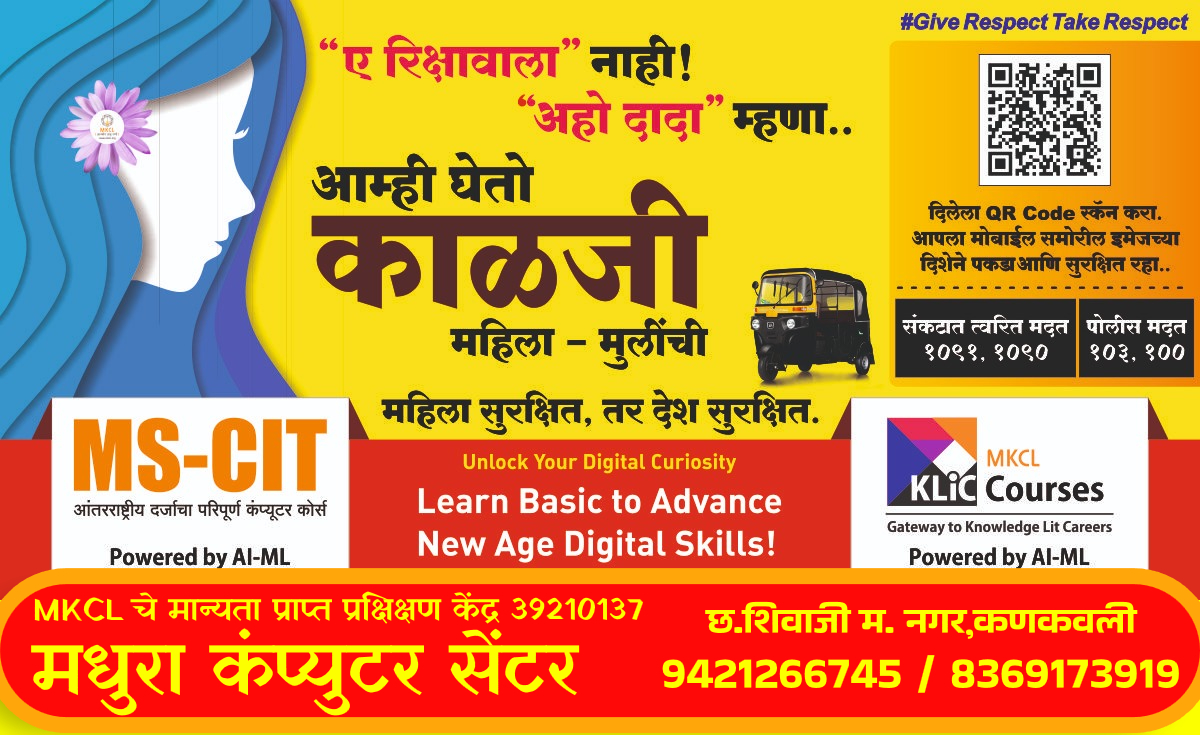 #Give Respect Take Respect
“ए रिक्षावाला” नाही!
“अहो दादा” म्हणा..
आम्ही घेतो
काळजी
महिला – मुलींची
महिला सुरक्षित, तर देश सुरक्षित.
MKCL
दिलेला QR Code स्कॅन करा.
आपला मोबाईल समोरील इमेजच्या
दिशेने पकडा आणि सुरक्षित रहा..
संकटात त्वरित मदत
१०९१, १०९०
पोलीस मदत
१०३, १००
MS-CIT
आंतरराष्ट्रीय दर्जाचा परिपूर्ण कंप्यूटर कोर्स
Powered by AI-ML
Unlock Your Digital Curiosity
Learn Basic to Advance
New Age Digital Skills!
MKCL
KLiC Courses
Gateway to Knowledge Lit Careers
Powered by AI-ML
MKCL चे मान्यता प्राप्त प्रक्षिक्षण केंद्र 39210137
मधुरा कंप्युटर सेंटर
छ.शिवाजी म. नगर,कणकवली
9421266745 / 8369173919